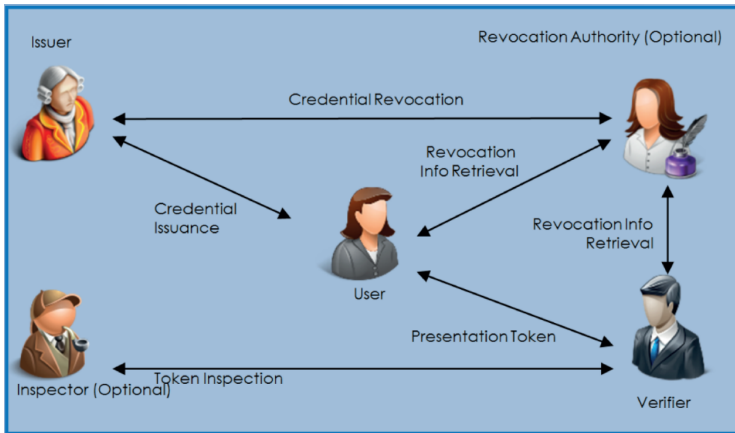 Issuer
Revocation Authority (Optional)
Credential Revocation
Revocation
Info Retrieval
Credential
Issuance
Revocation Info
Retrieval
User
Presentation Token
Token Inspection
Inspector (Optional)
Verifier